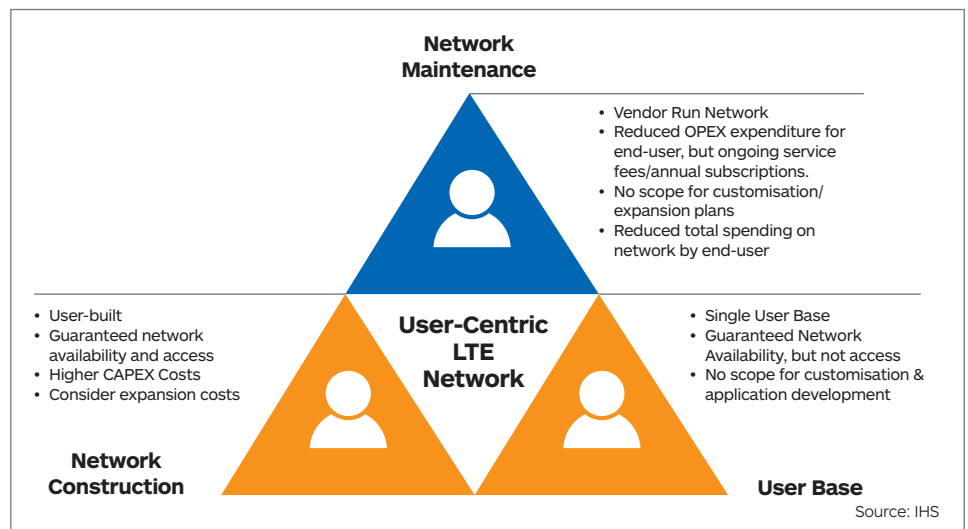 Network
Maintenance
• Vendor Run Network
• Reduced OPEX expenditure for
end-user, but ongoing service
fees/annual subscriptions.
• No scope for customisation/
expansion plans
• Reduced total spending on
network by end-user
• User-built
• Guaranteed network
availability and access
• Higher CAPEX Costs
• Consider expansion costs
User-Centric
LTE
Network
• Single User Base
• Guaranteed Network
Availability, but not access
• No scope for customisation &
application development
Network
Construction
User Base
Source: IHS